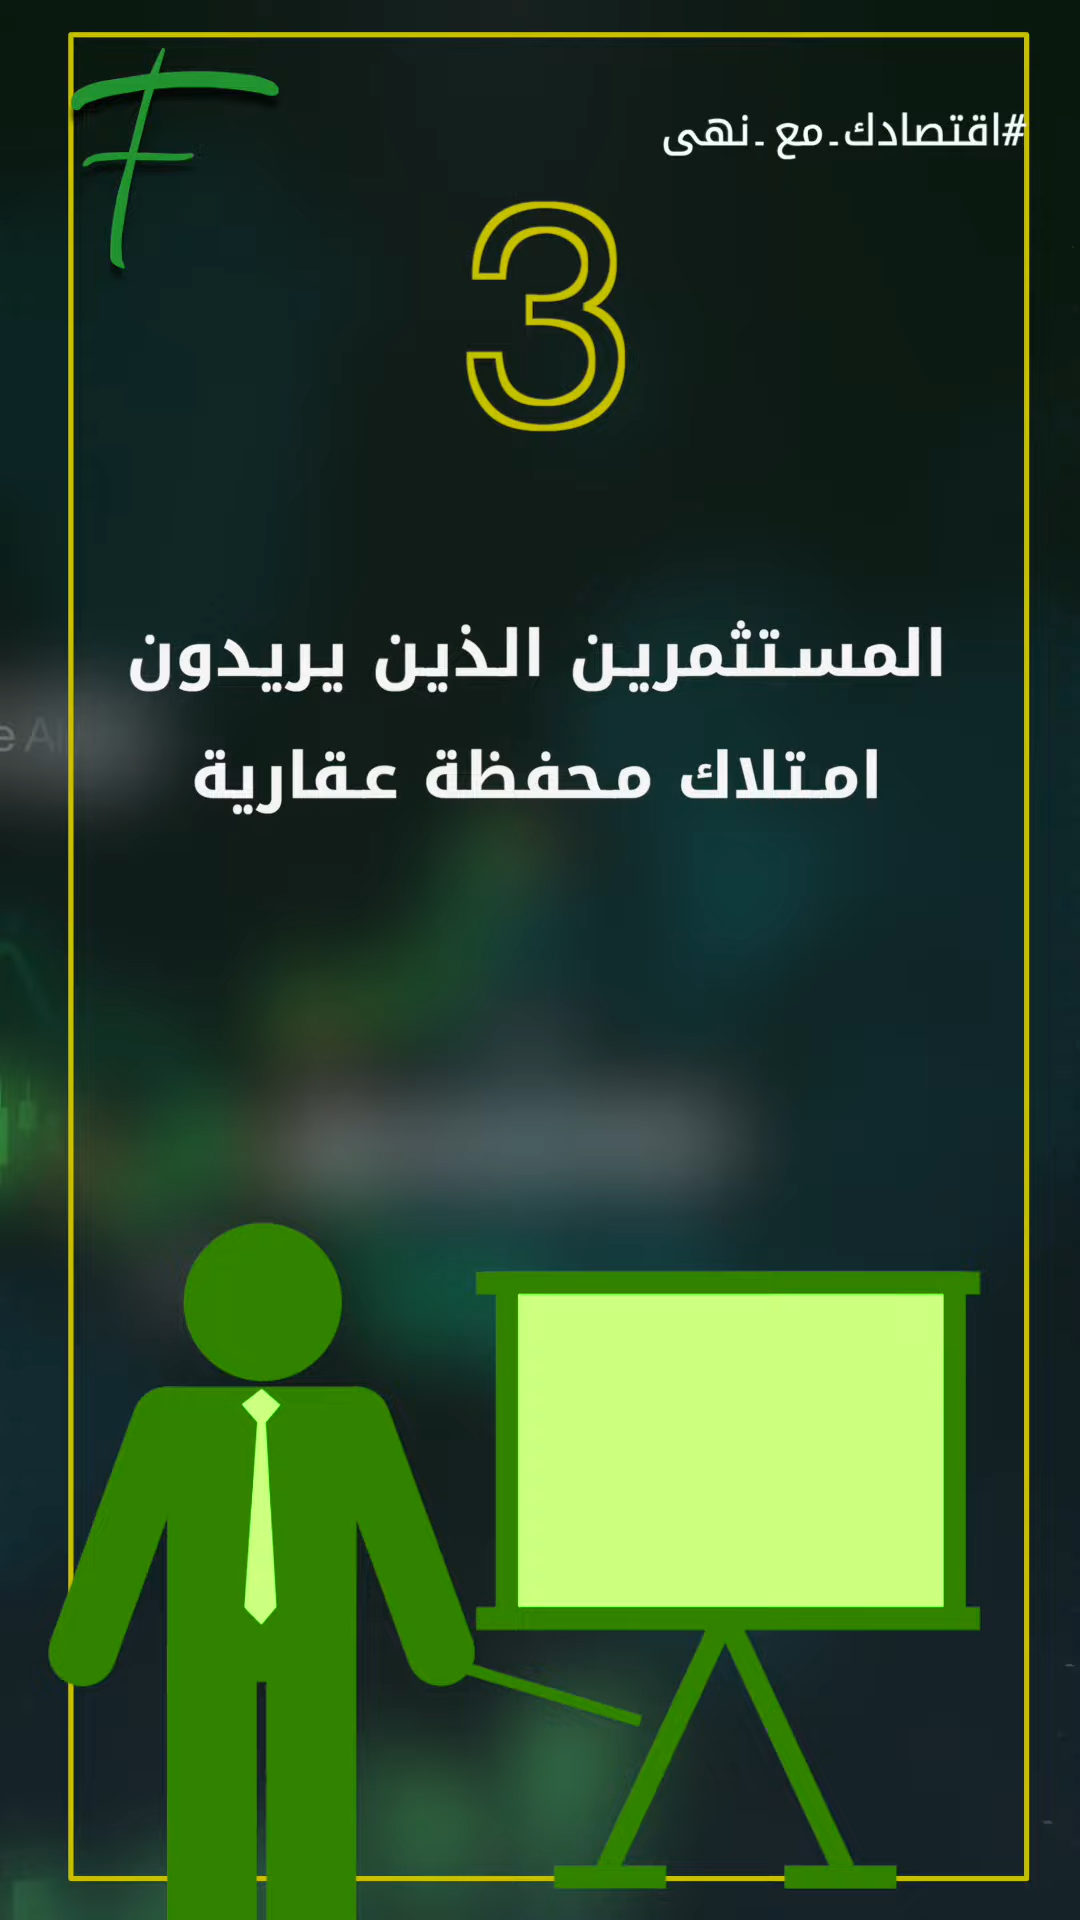 F
#اقتصادك_مع_نهى
3
المستثمرين الذين يريدون
امتلاك محفظة عقارية